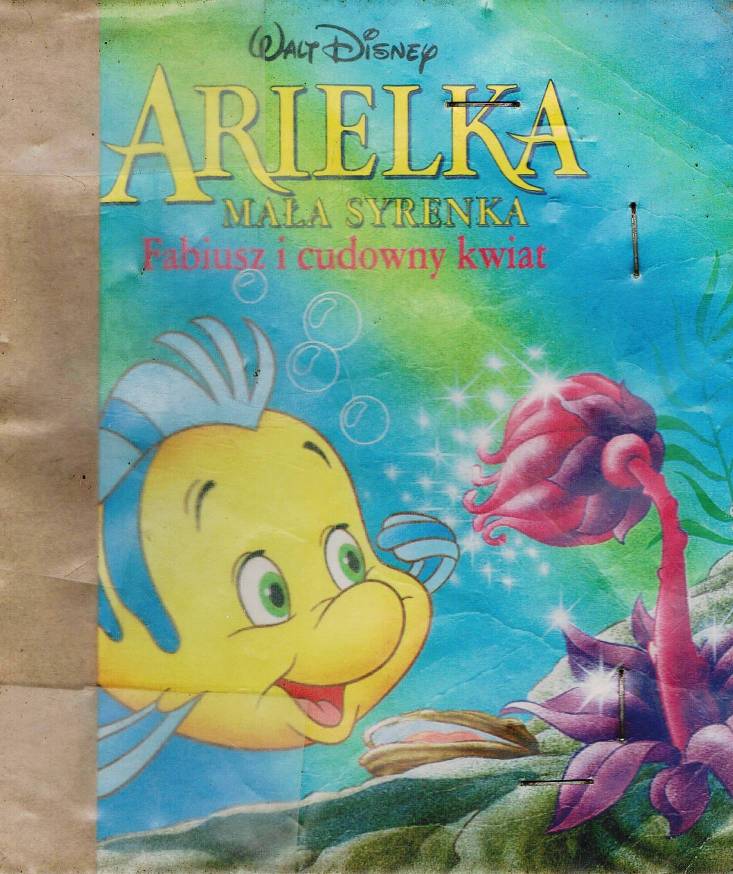 WALT DISNEY
ARIELKA
MAŁA SYRENKA
Fabiusz i cudowny kwiat